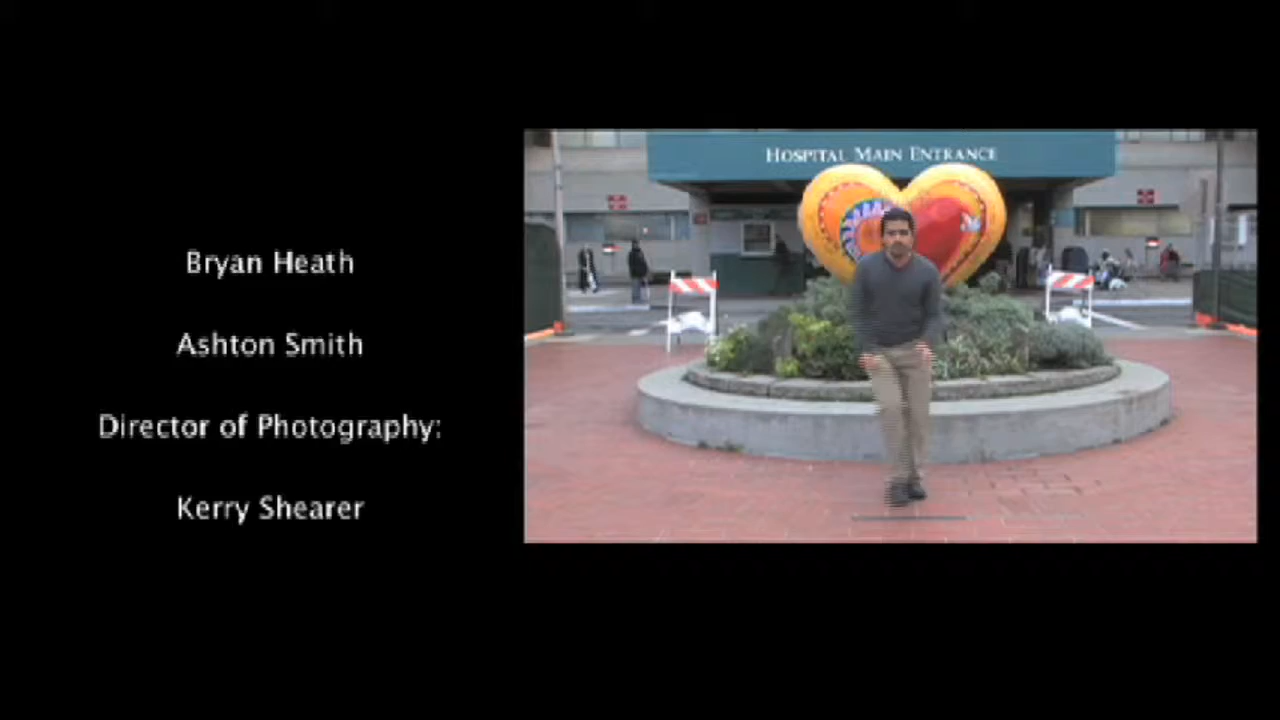 Bryan Heath
Ashton Smith
Director of Photography:
Kerry Shearer
HOSPITAL MAIN ENTRANCE